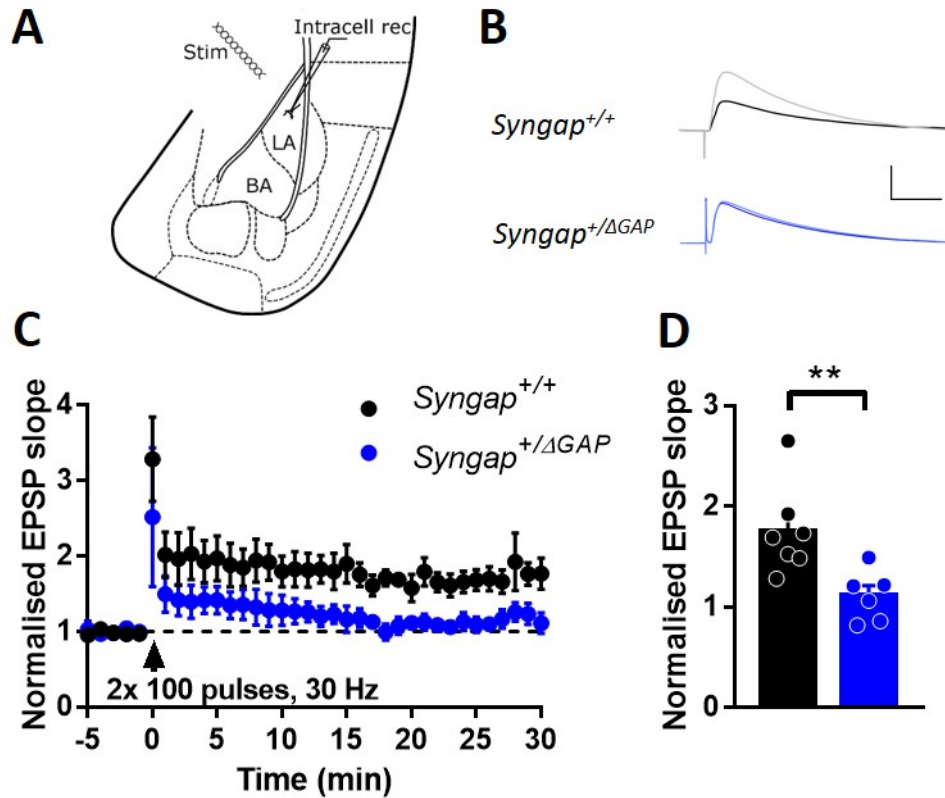 A
Stim
Intracell rec
LA
BA
B
Syngap+/+
Syngap+/ΔGAP
C
Normalised EPSP slope
4
3
2
1
0
Syngap+/+
Syngap+/ΔGAP
2x 100 pulses, 30 Hz
-5 0 5 10 15 20 25 30
Time (min)
D
Normalised EPSP slope
3
2
1
0
**